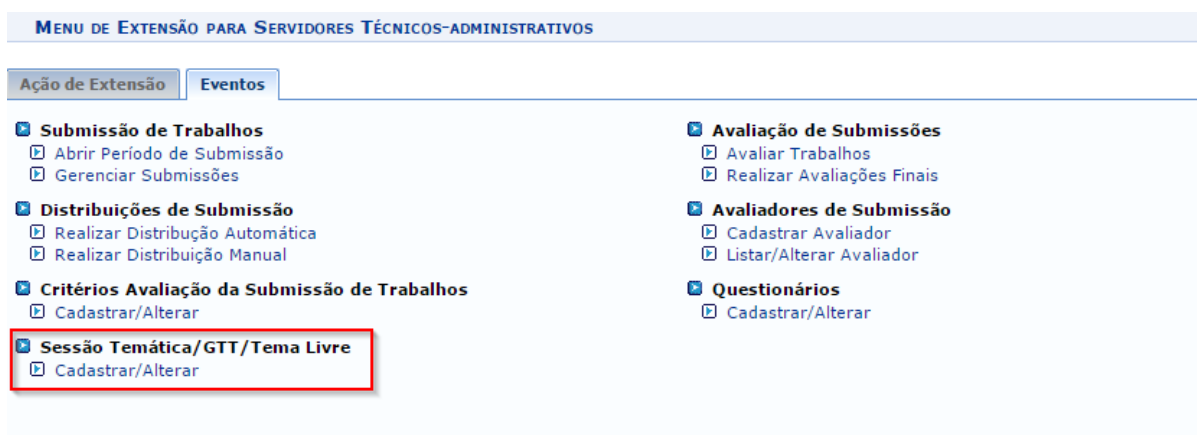 MENU DE EXTENSÃO PARA SERVIDORES TÉCNICOS-ADMINISTRATIVOS
Ação de Extensão
Eventos
Submissão de Trabalhos
Abrir Período de Submissão
Gerenciar Submissões
Distribuições de Submissão
Realizar Distribução Automática
Realizar Distribuição Manual
Critérios Avaliação da Submissão de Trabalhos
Cadastrar/Alterar
Sessão Temática/GTT/Tema Livre
Cadastrar/Alterar
Avaliação de Submissões
Avaliar Trabalhos
Realizar Avaliações Finais
Avaliadores de Submissão
Cadastrar Avaliador
Listar/Alterar Avaliador
Questionários
Cadastrar/Alterar